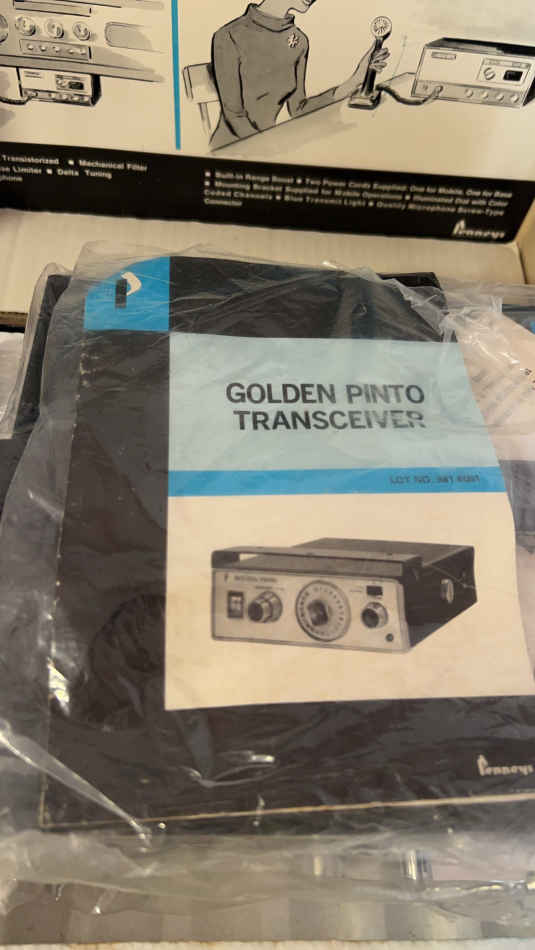 Transistorized ▪ Mechanical Filter
se Limiter ▪ Delta Tuning
phone
▪ Built-in Range Boost ▪ Two Power Cords Supplied: One for Mobile, One for Base
▪ Mounting Bracket Supplied for Mobile Operations ▪ Illuminated Dial with Color
Coded Channels ▪ Blue Transmit Light ▪ Quality Microphone Screw-Type
Connector
Penneys
GOLDEN PINTO
TRANSCEIVER
LOT NO.
Penneys